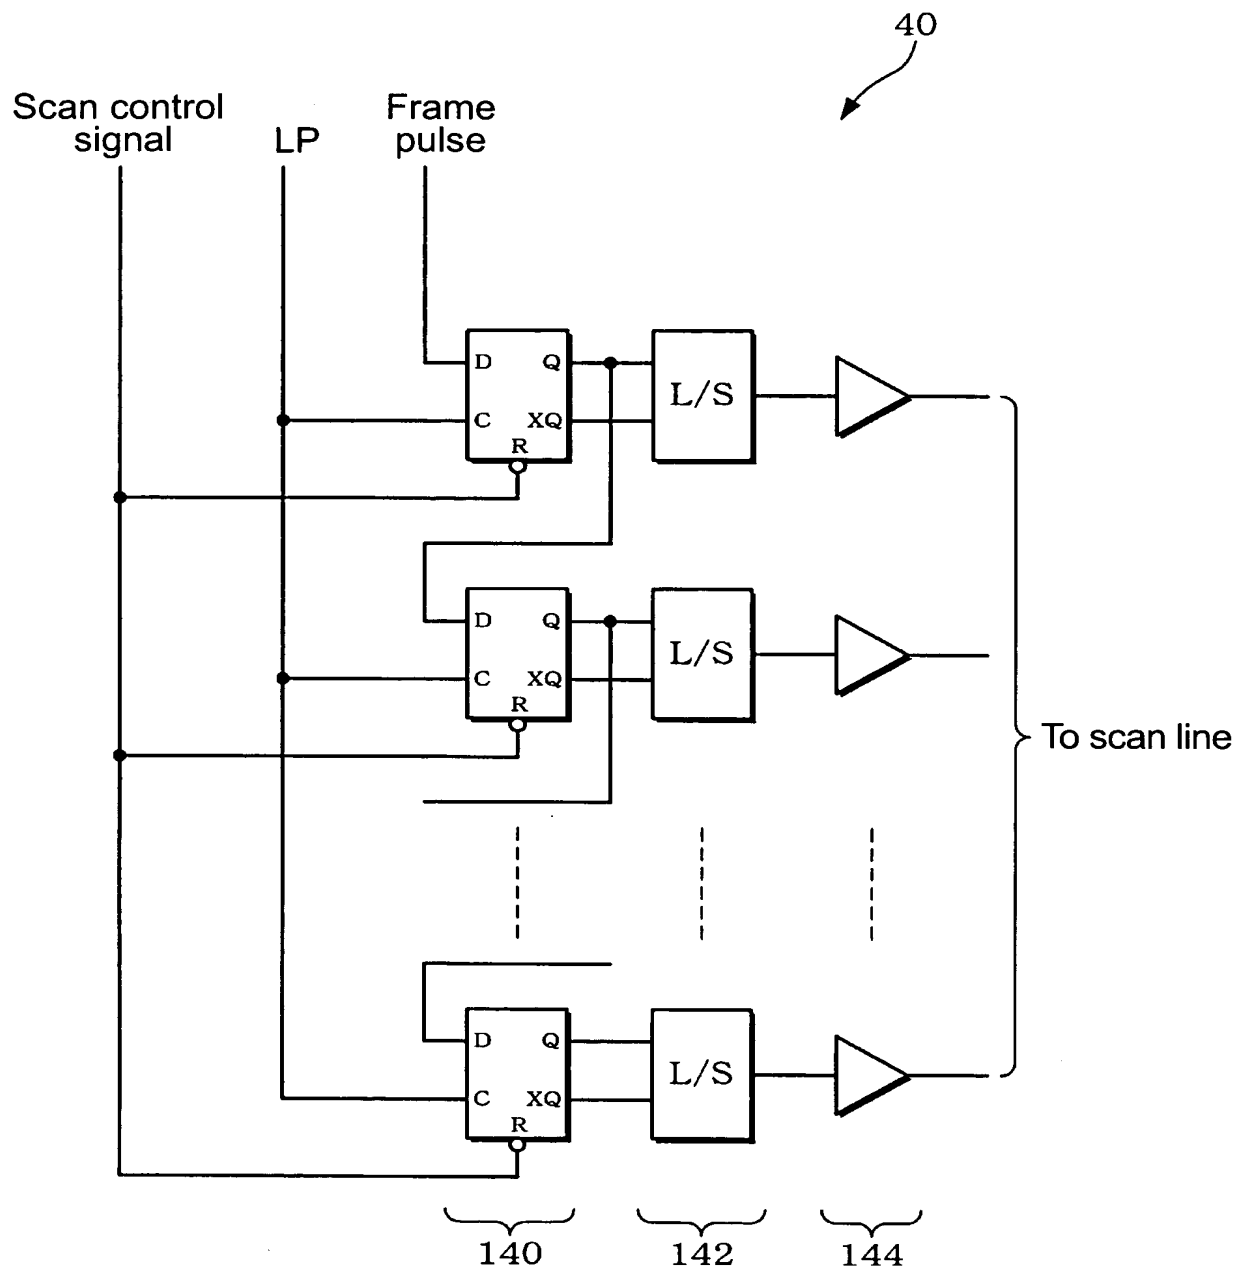 40
Scan control
signal
LP
Frame
pulse
D
Q
C
XQ
R
L/S
D
Q
C
XQ
R
L/S
To scan line
D
Q
C
XQ
R
L/S
140
142
144